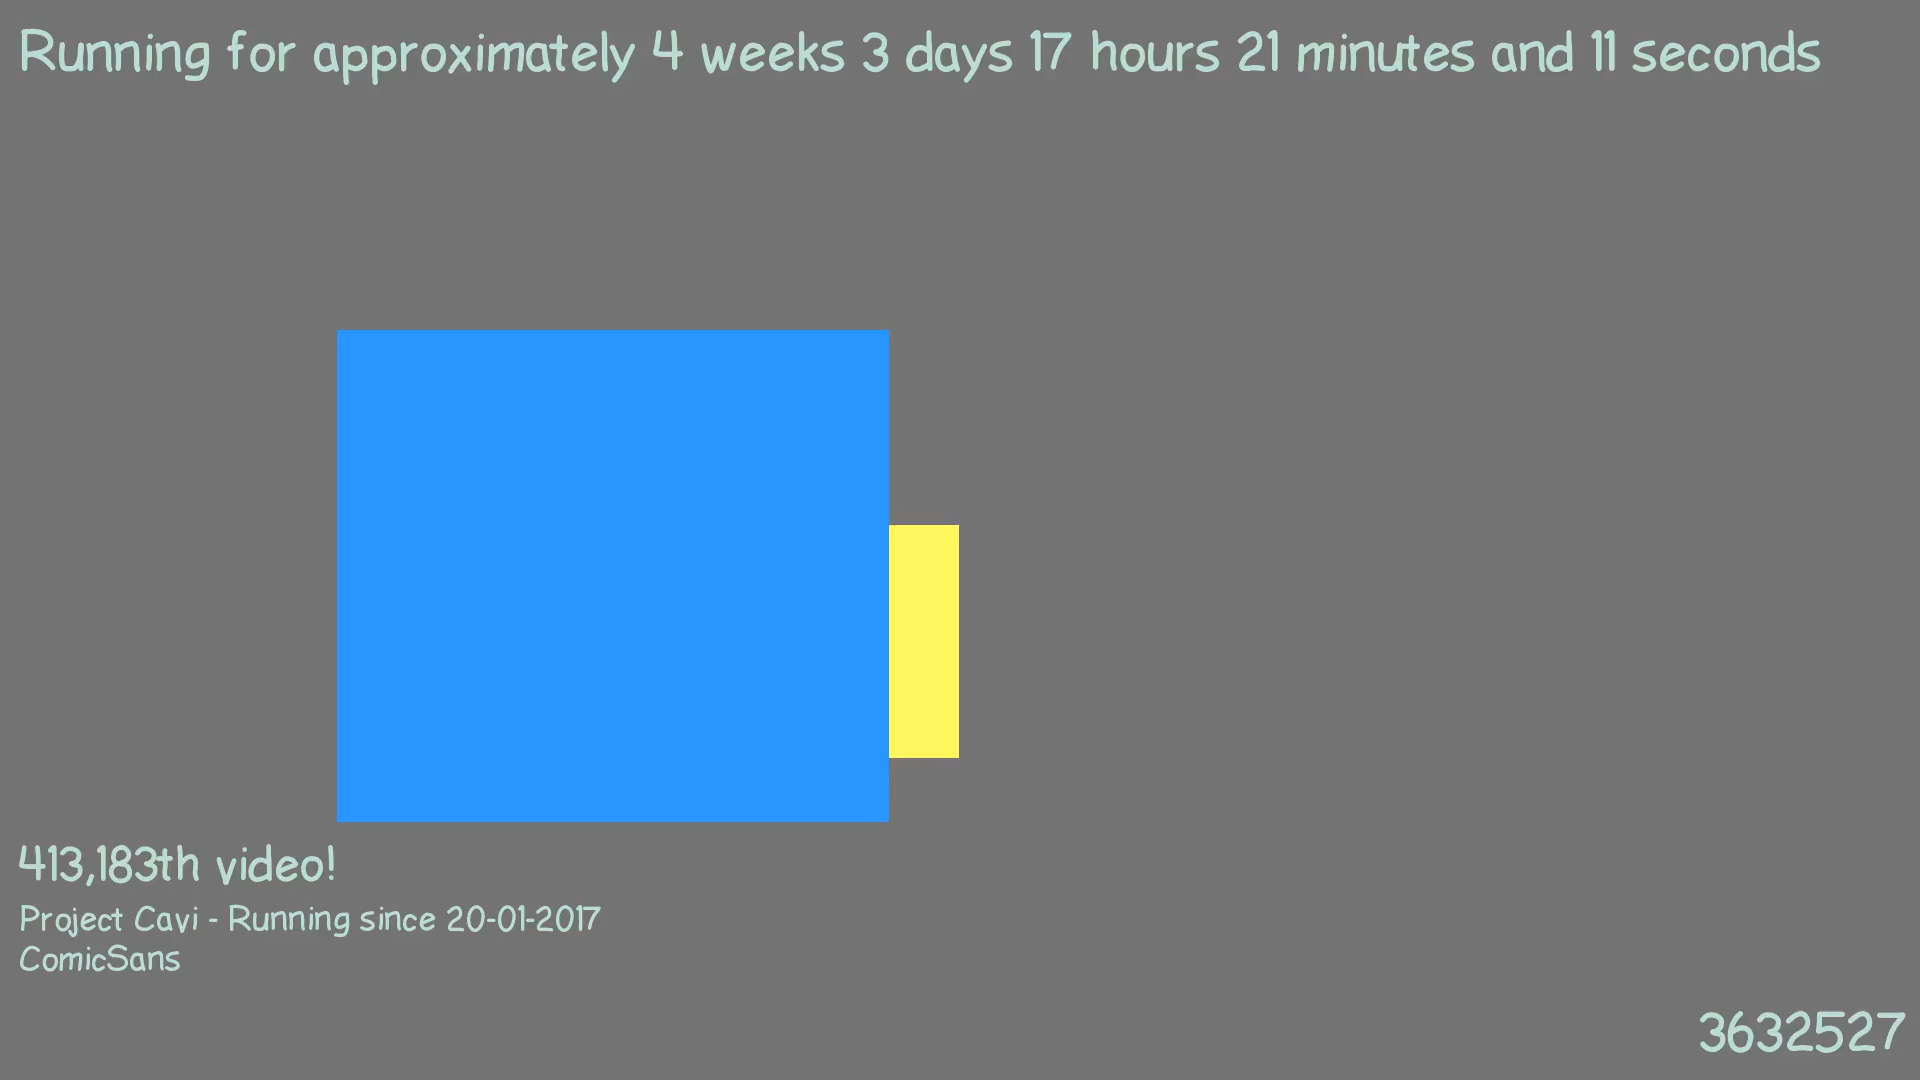 Running for approximately 4 weeks 3 days 17 hours 21 minutes and 11 seconds
413,183th video!
Project Cavi - Running since 20-01-2017
ComicSans
3632527